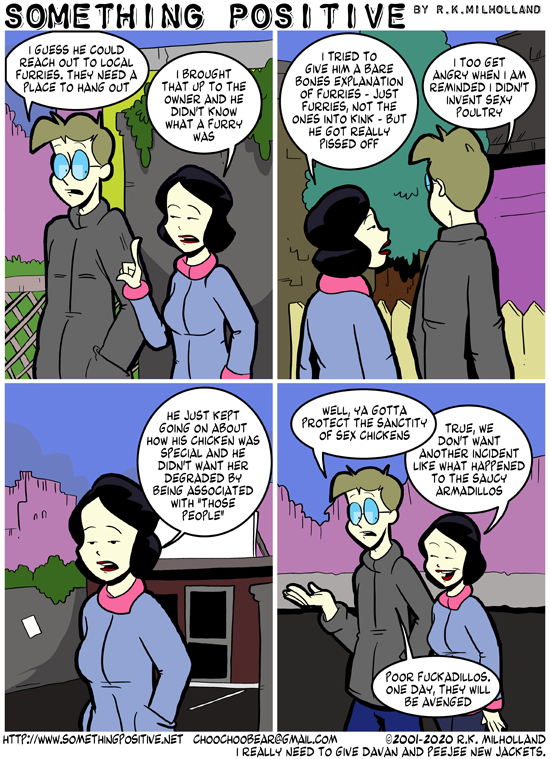 SOMETHING POSITIVE BY R.K.MILHOLLAND
I GUESS HE COULD
REACH OUT TO LOCAL
FURRIES. THEY NEED A
PLACE TO HANG OUT
I BROUGHT
THAT UP TO THE
OWNER AND HE
DIDN'T KNOW
WHAT A FURRY
WAS
I TRIED TO
GIVE HIM A BARE
BONES EXPLANATION
OF FURRIES - JUST
FURRIES, NOT THE
ONES INTO KINK - BUT
HE GOT REALLY
PISSED OFF
I TOO GET
ANGRY WHEN I AM
REMINDED I DIDN'T
INVENT SEXY
POULTRY
HE JUST KEPT
GOING ON ABOUT
HOW HIS CHICKEN WAS
SPECIAL AND HE
DIDN'T WANT HER
DEGRADED BY
BEING ASSOCIATED
WITH "THOSE
PEOPLE"
WELL, YA GOTTA
PROTECT THE SANCTITY
OF SEX CHICKENS
TRUE, WE
DON'T WANT
ANOTHER INCIDENT
LIKE WHAT HAPPENED
TO THE SAUCY
ARMADILLOS
POOR FUCKADILLOS.
ONE DAY, THEY WILL
BE AVENGED
HTTP://WWW.SOMETHINGPOSITIVE.NET CHOOCHOOBEAR@GMAIL.COM ©2001-2020 R.K. MILHOLLAND
I REALLY NEED TO GIVE DAVAN AND PEEJEE NEW JACKETS.